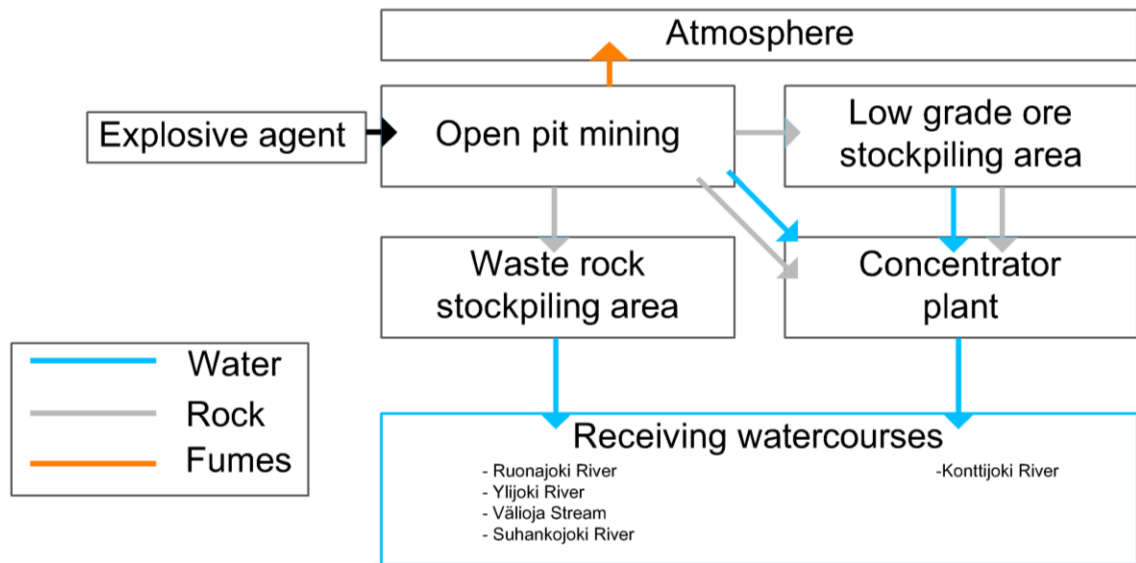 Atmosphere
Explosive agent
Open pit mining
Low grade ore
stockpiling area
Waste rock
stockpiling area
Concentrator
plant
Water
Rock
Fumes
Receiving watercourses
- Ruonajoki River
- Ylijoki River
- Välioja Stream
- Suhankojoki River
-Konttijoki River